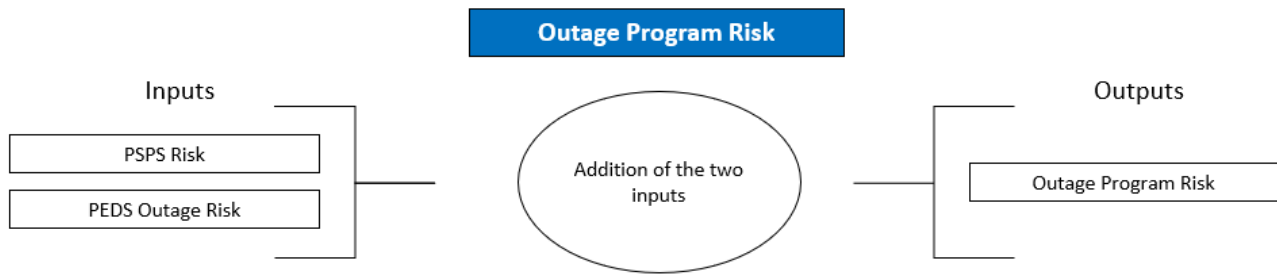 Outage Program Risk
Inputs
PSPS Risk
PEDS Outage Risk
Addition of the two
inputs
Outputs
Outage Program Risk